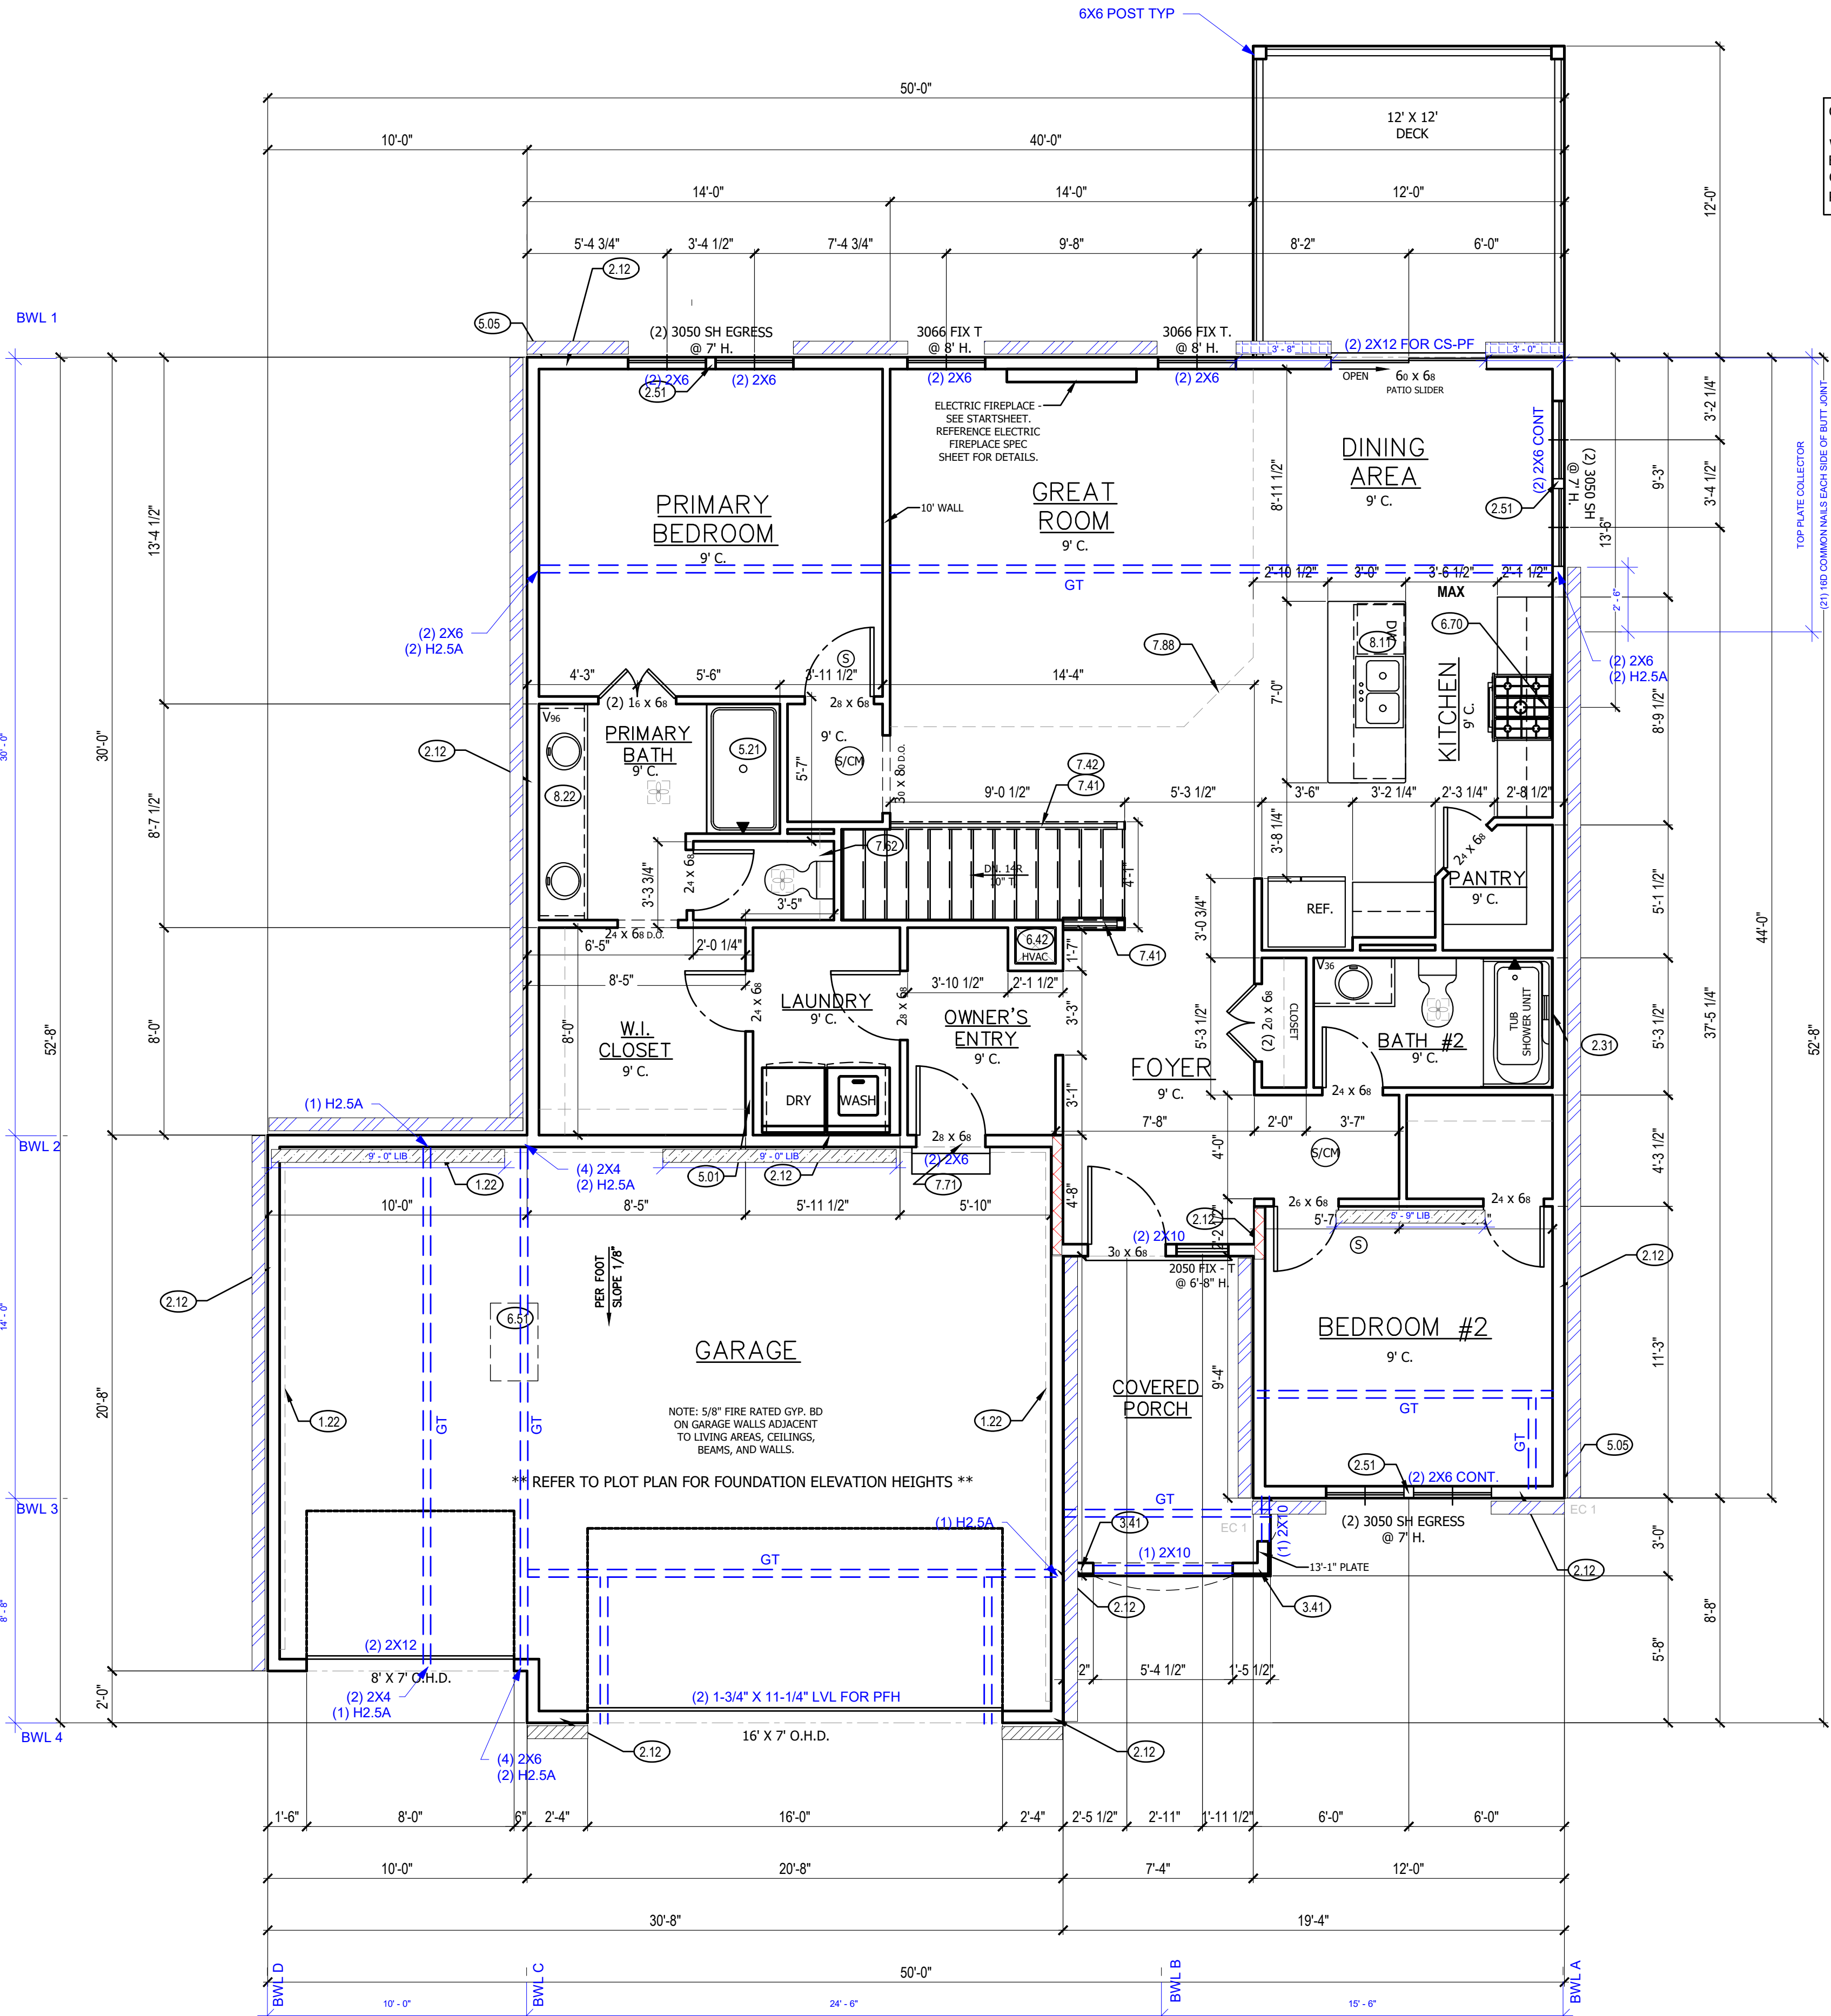 6X6 POST TYP
50'-0"
12' X 12'
DECK
10'-0"
40'-0"
14'-0"
14'-0"
12'-0"
12'-0"
5'-4 3/4"
3'-4 1/2"
7'-4 3/4"
9'-8"
8'-2"
6'-0"
2.12
BWL 1
5.05
(2) 3050 SH EGRESS
@ 7' H.
3066 FIX T
@ 8' H.
3066 FIX T.
@ 8' H.
3' - 8"
(2) 2X12 FOR CS-PF
3' - 0"
(2) 2X6
(2) 2X6
2.51
(2) 2X6
(2) 2X6
OPEN
60 x 68
PATIO SLIDER
ELECTRIC FIREPLACE -
SEE STARTSHEET.
REFERENCE ELECTRIC
FIREPLACE SPEC
SHEET FOR DETAILS.
3'-2 1/4"
(2) 2X6 CONT
(2) 3050 SH
@ 7' H.
9'-3"
3'-4 1/2"
13'-6"
2.51
TOP PLATE COLLECTOR
(21) 16D COMMON NAILS EACH SIDE OF BUTT JOINT
DINING
AREA
9' C.
8'-11 1/2"
PRIMARY
BEDROOM
9' C.
10' WALL
GREAT
ROOM
9' C.
13'-4 1/2"
GT
2'-10 1/2"
3'-0"
3'-6 1/2"
MAX
2'-1 1/2"
2' - 6"
(2) 2X6
(2) H2.5A
S
7.88
DW
8.11
6.70
(2) 2X6
(2) H2.5A
4'-3"
5'-6"
3'-11 1/2"
14'-4"
7'-0"
KITCHEN
9' C.
8'-9 1/2"
(2) 16 x 68
28 x 68
V96
PRIMARY
BATH
9' C.
5.21
9' C.
S/CM
5'-7"
30 x 80 D.O.
30'-0"
30' - 0"
2.12
8.22
7.42
7.41
9'-0 1/2"
5'-3 1/2"
3'-6"
3'-2 1/4"
2'-3 1/4"
2'-8 1/2"
8'-7 1/2"
3'-8 1/4"
24 x 68
7.62
DN. 14R
10" T.
4'-1"
3'-3 3/4"
24 x 68
3'-5"
PANTRY
9' C.
REF.
3'-0 3/4"
5'-1 1/2"
24 x 68 D.O.
6'-5"
2'-0 1/4"
6.42
HVAC
1'-7"
7.41
44'-0"
8'-5"
3'-10 1/2"
2'-1 1/2"
V36
24 x 68
LAUNDRY
9' C.
28 x 68
OWNER'S
ENTRY
9' C.
3'-3"
5'-3 1/2"
(2) 20 x 68
CLOSET
BATH #2
9' C.
TUB
SHOWER UNIT
2.31
5'-3 1/2"
37'-5 1/4"
52'-8"
52'-8"
8'-0"
8'-0"
W.I.
CLOSET
9' C.
FOYER
9' C.
DRY
WASH
3'-1"
24 x 68
(1) H2.5A
7'-8"
2'-0"
3'-7"
BWL 2
28 x 68
(2) 2X6
9' - 0" LIB
9' - 0" LIB
1.22
(4) 2X4
(2) H2.5A
5.01
2.12
7.71
4'-0"
S/CM
4'-3 1/2"
10'-0"
8'-5"
5'-11 1/2"
5'-10"
4'-8"
26 x 68
24 x 68
2.12
5'-7
5' - 9" LIB
(2) 2X10
30 x 68
S
2.12
PER FOOT
SLOPE 1/8"
2050 FIX - T
@ 6'-8" H.
2.12
6.51
14' - 0"
GARAGE
BEDROOM #2
9' C.
11'-3"
20'-8"
COVERED
PORCH
9'-4"
GT
GT
1.22
NOTE: 5/8" FIRE RATED GYP. BD
ON GARAGE WALLS ADJACENT
TO LIVING AREAS, CEILINGS,
BEAMS, AND WALLS.
1.22
GT
GT
5.05
** REFER TO PLOT PLAN FOR FOUNDATION ELEVATION HEIGHTS **
2.51
(2) 2X6 CONT.
BWL 3
GT
(1) H2.5A
3.41
EC 1
(1) 2X10
(2) 3050 SH EGRESS
@ 7' H.
EC 1
3'-0"
GT
(1) 2X10
13'-1" PLATE
2.12
2.12
3.41
8' - 8"
8'-8"
5'-8"
(2) 2X12
8' X 7' O.H.D.
2'-0"
(2) 2X4
(1) H2.5A
(2) 1-3/4" X 11-1/4" LVL FOR PFH
16' X 7' O.H.D.
5'-4 1/2"
1'-5 1/2"
BWL 4
2.12
2.12
(4) 2X6
(2) H2.5A
1'-6"
8'-0"
6"
2'-4"
16'-0"
2'-4"
2'-5 1/2"
2'-11"
1'-11 1/2"
6'-0"
6'-0"
10'-0"
20'-8"
7'-4"
12'-0"
30'-8"
19'-4"
50'-0"
BWL D
BWL C
BWL B
BWL A
10' - 0"
24' - 6"
15' - 6"